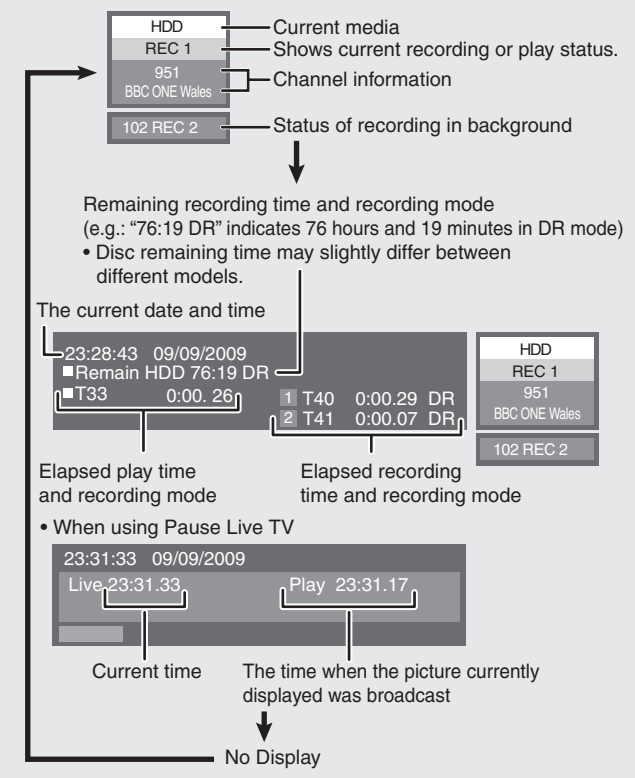 HDD
Current media
REC 1
Shows current recording or play status.
951
BBC ONE Wales
Channel information
102 REC 2
Status of recording in background
Remaining recording time and recording mode
(e.g.: “76:19 DR” indicates 76 hours and 19 minutes in DR mode)
• Disc remaining time may slightly differ between
different models.
The current date and time
23:28:43 09/09/2009
Remain HDD 76:19 DR
T33 0:00. 26
1 T40 0:00.29 DR
2 T41 0:00.07 DR
HDD
REC 1
951
BBC ONE Wales
102 REC 2
Elapsed play time
and recording mode
Elapsed recording
time and recording mode
• When using Pause Live TV
23:31:33 09/09/2009
Live 23:31.33 Play 23:31.17
Current time
The time when the picture currently
displayed was broadcast
No Display